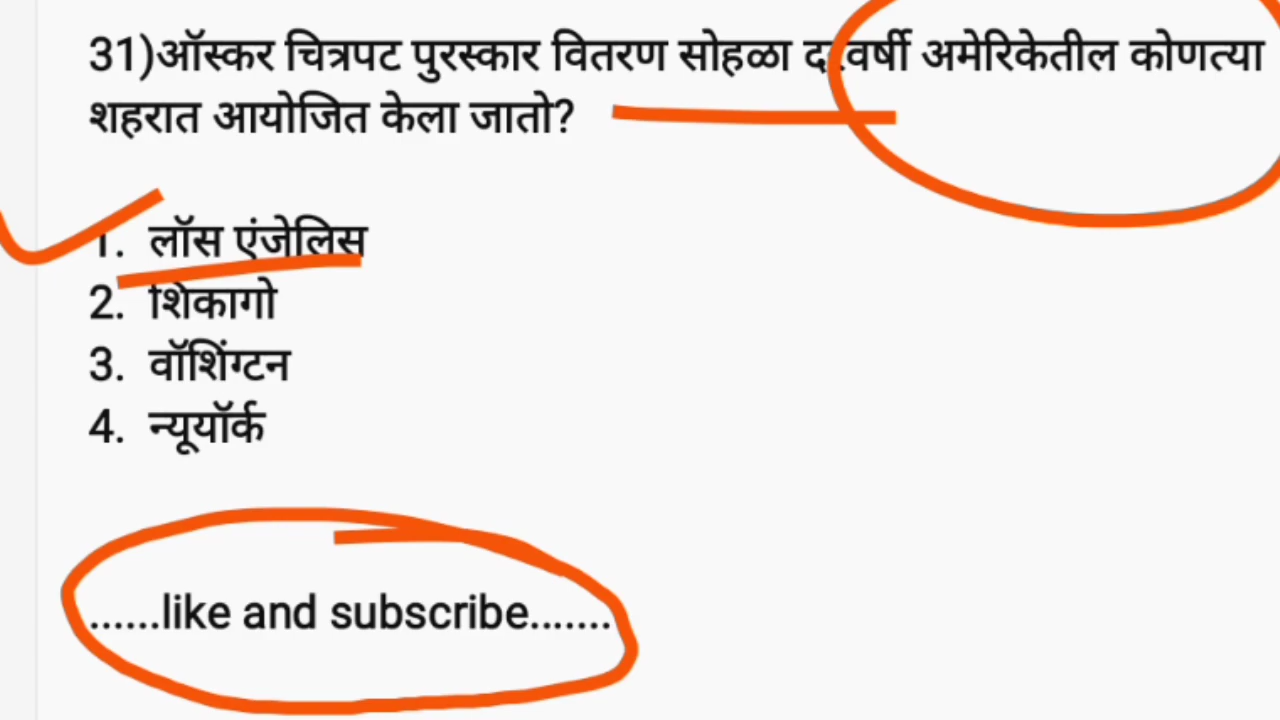 31)ऑस्कर चित्रपट पुरस्कार वितरण सोहळा दरवर्षी अमेरिकेतील कोणत्या
शहरात आयोजित केला जातो?
1. लॉस एंजेलिस
2. शिकागो
3. वॉशिंग्टन
4. न्यूयॉर्क
......like and subscribe.......